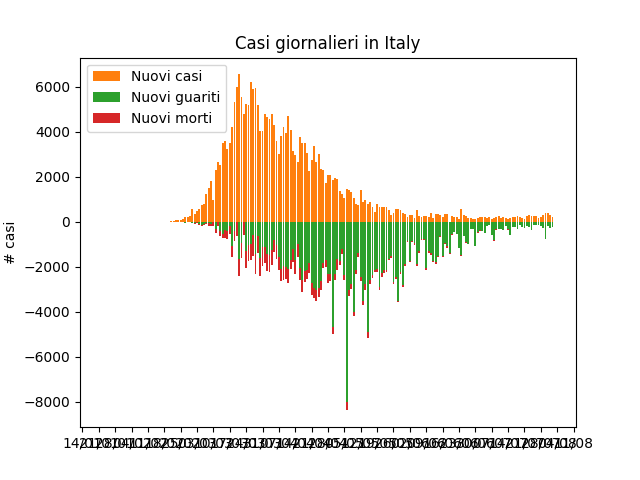 Casi giornalieri in Italy
Nuovi casi
Nuovi guariti
Nuovi morti
# casi
6000
4000
2000
0
−2000
−4000
−6000
−8000